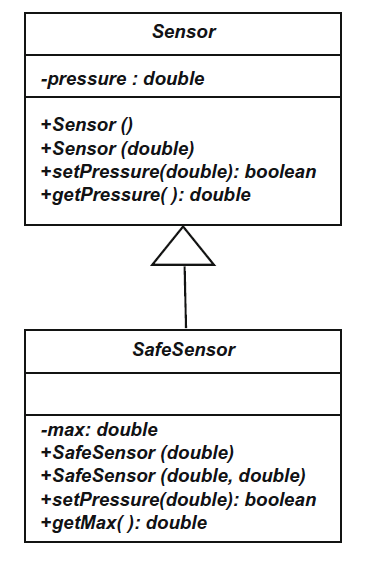 Sensor
-pressure : double
+Sensor ()
+Sensor (double)
+setPressure(double): boolean
+getPressure( ): double
SafeSensor
-max: double
+SafeSensor (double)
+SafeSensor (double, double)
+setPressure(double): boolean
+getMax( ): double